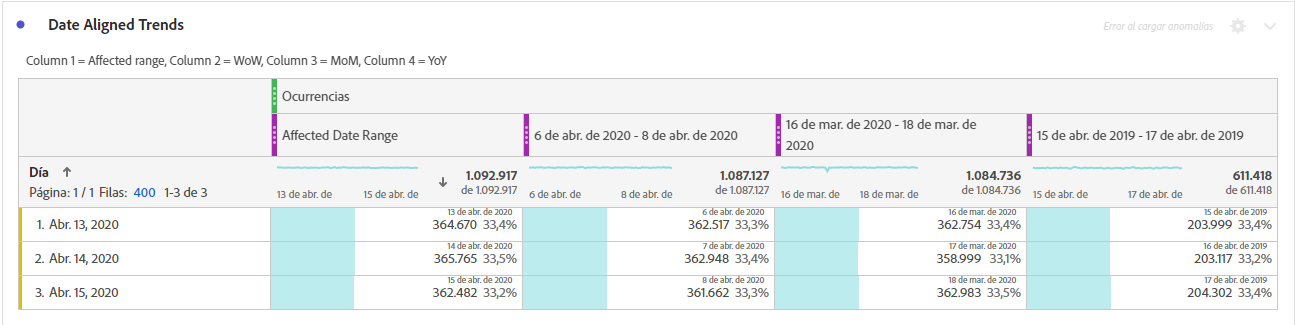 Date Aligned Trends
Error al cargar anomalías
Column 1 = Affected range, Column 2 = WoW, Column 3 = MoM, Column 4 = YoY
Ocurrencias
Affected Date Range
6 de abr. de 2020 - 8 de abr. de 2020
16 de mar. de 2020 - 18 de mar. de
2020
15 de abr. de 2019 - 17 de abr. de 2019
Día ↑
Página: 1 / 1 Filas: 400 1-3 de 3
13 de abr. de 15 de abr. de ↓ 1.092.917
de 1.092.917
6 de abr. de 8 de abr. de 1.087.127
de 1.087.127
16 de mar. de 18 de mar. de 1.084.736
de 1.084.736
15 de abr. de 17 de abr. de 611.418
de 611.418
13 de abr. de 2020 6 de abr. de 2020 16 de mar. de 2020 15 de abr. de 2019
1. Abr. 13, 2020 364.670 33,4% 362.517 33,3% 362.754 33,4% 203.999 33,4%
14 de abr. de 2020 7 de abr. de 2020 17 de mar. de 2020 16 de abr. de 2019
2. Abr. 14, 2020 365.765 33,5% 362.948 33,4% 358.999 33,1% 203.117 33,2%
15 de abr. de 2020 8 de abr. de 2020 18 de mar. de 2020 17 de abr. de 2019
3. Abr. 15, 2020 362.482 33,2% 361.662 33,3% 362.983 33,5% 204.302 33,4%